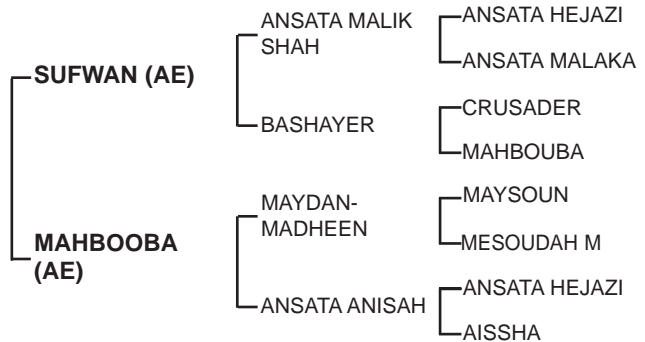 SUFWAN (AE)
MAHBOOBA
(AE)
ANSATA MALIK
SHAH
BASHAYER
MAYDAN-
MADHEEN
ANSATA ANISAH
ANSATA HEJAZI
ANSATA MALAKA
CRUSADER
MAHBOUBA
MAYSOUN
MESOUDAH M
ANSATA HEJAZI
AISSHA